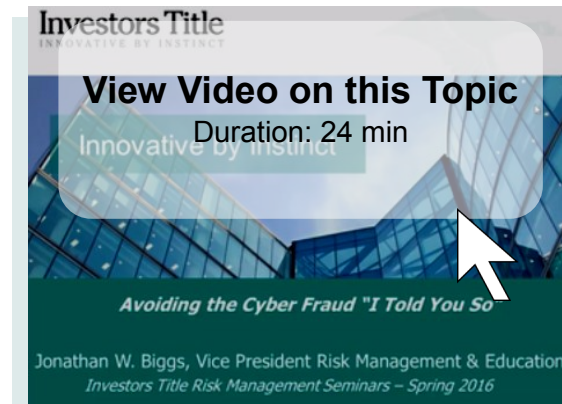 Investors Title
INNOVATIVE BY INSTINCT
View Video on this Topic
Duration: 24 min
Innovative by Instinct
Avoiding the Cyber Fraud "I Told You So"
Jonathan W. Biggs, Vice President Risk Management & Education
Investors Title Risk Management Seminars – Spring 2016